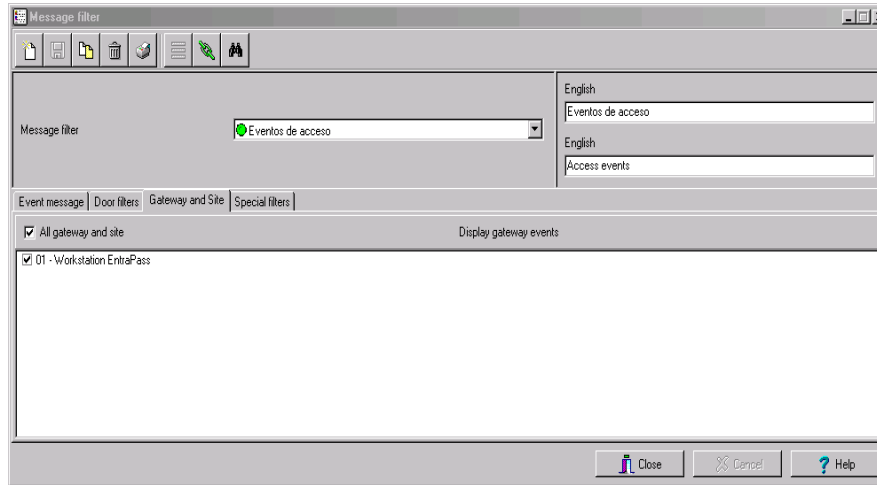 Message filter
English
Eventos de acceso
Message filter
Eventos de acceso
English
Access events
Event message
Door filters
Gateway and Site
Special filters
All gateway and site
Display gateway events
01 - Workstation EntraPass
Close
Cancel
? Help